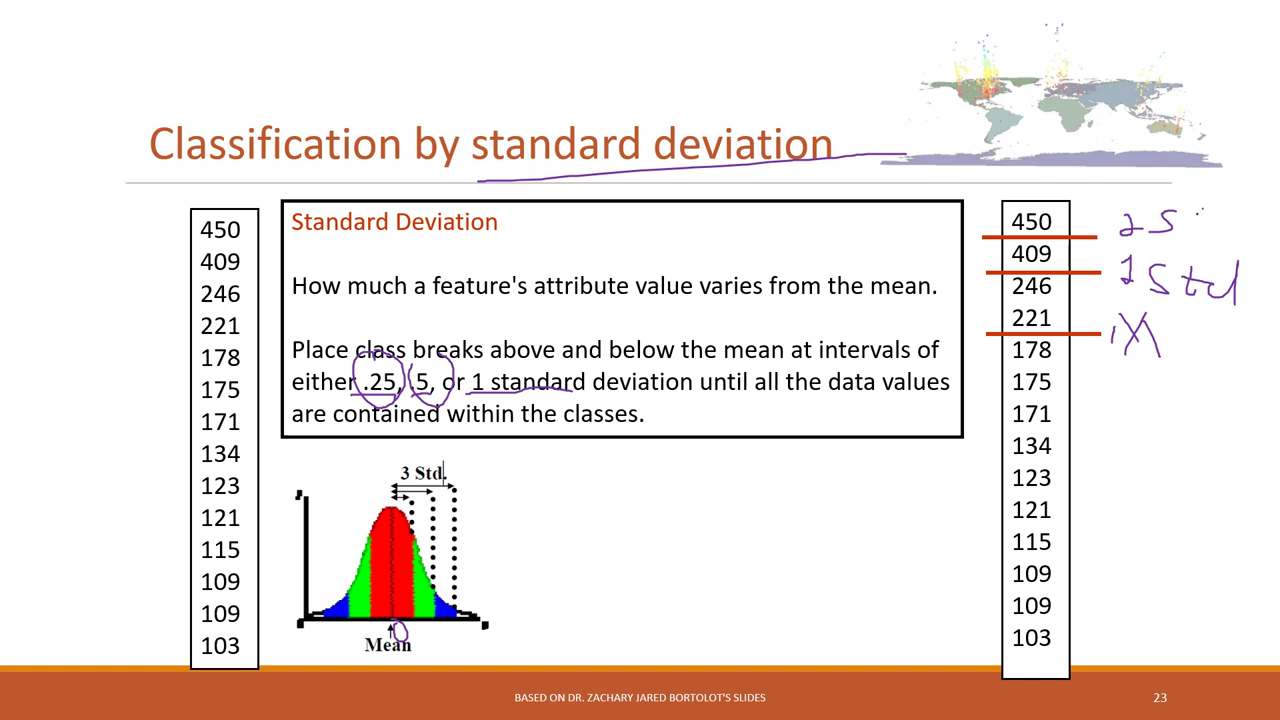 Classification by standard deviation
450
409
246
221
178
175
171
134
123
121
115
109
109
103
Standard Deviation
How much a feature's attribute value varies from the mean.
Place class breaks above and below the mean at intervals of
either .25, .5, or 1 standard deviation until all the data values
are contained within the classes.
3 Std.
Mean
0
450
409
246
221
178
175
171
134
123
121
115
109
109
103
2 S
1 Std
BASED ON DR. ZACHARY JARED BORTOLOT'S SLIDES
23